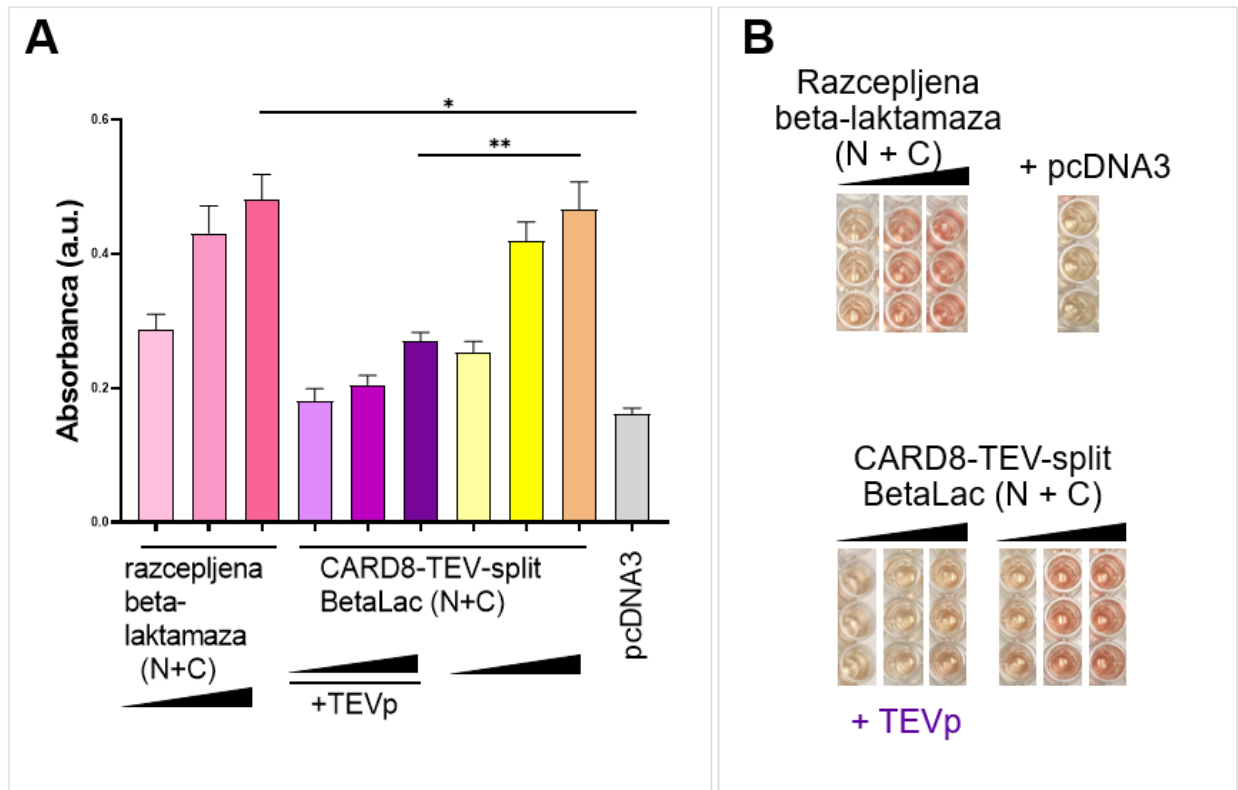 A
*
**
0.6
0.4
0.2
0.0
Absorbanca (a.u.)
razcepljena
beta-
laktamaza
(N+C)
CARD8-TEV-split
BetaLac (N+C)
+TEVp
pcDNA3
B
Razcepljena
beta-laktamaza
(N + C)
+ pcDNA3
CARD8-TEV-split
BetaLac (N + C)
+ TEVp